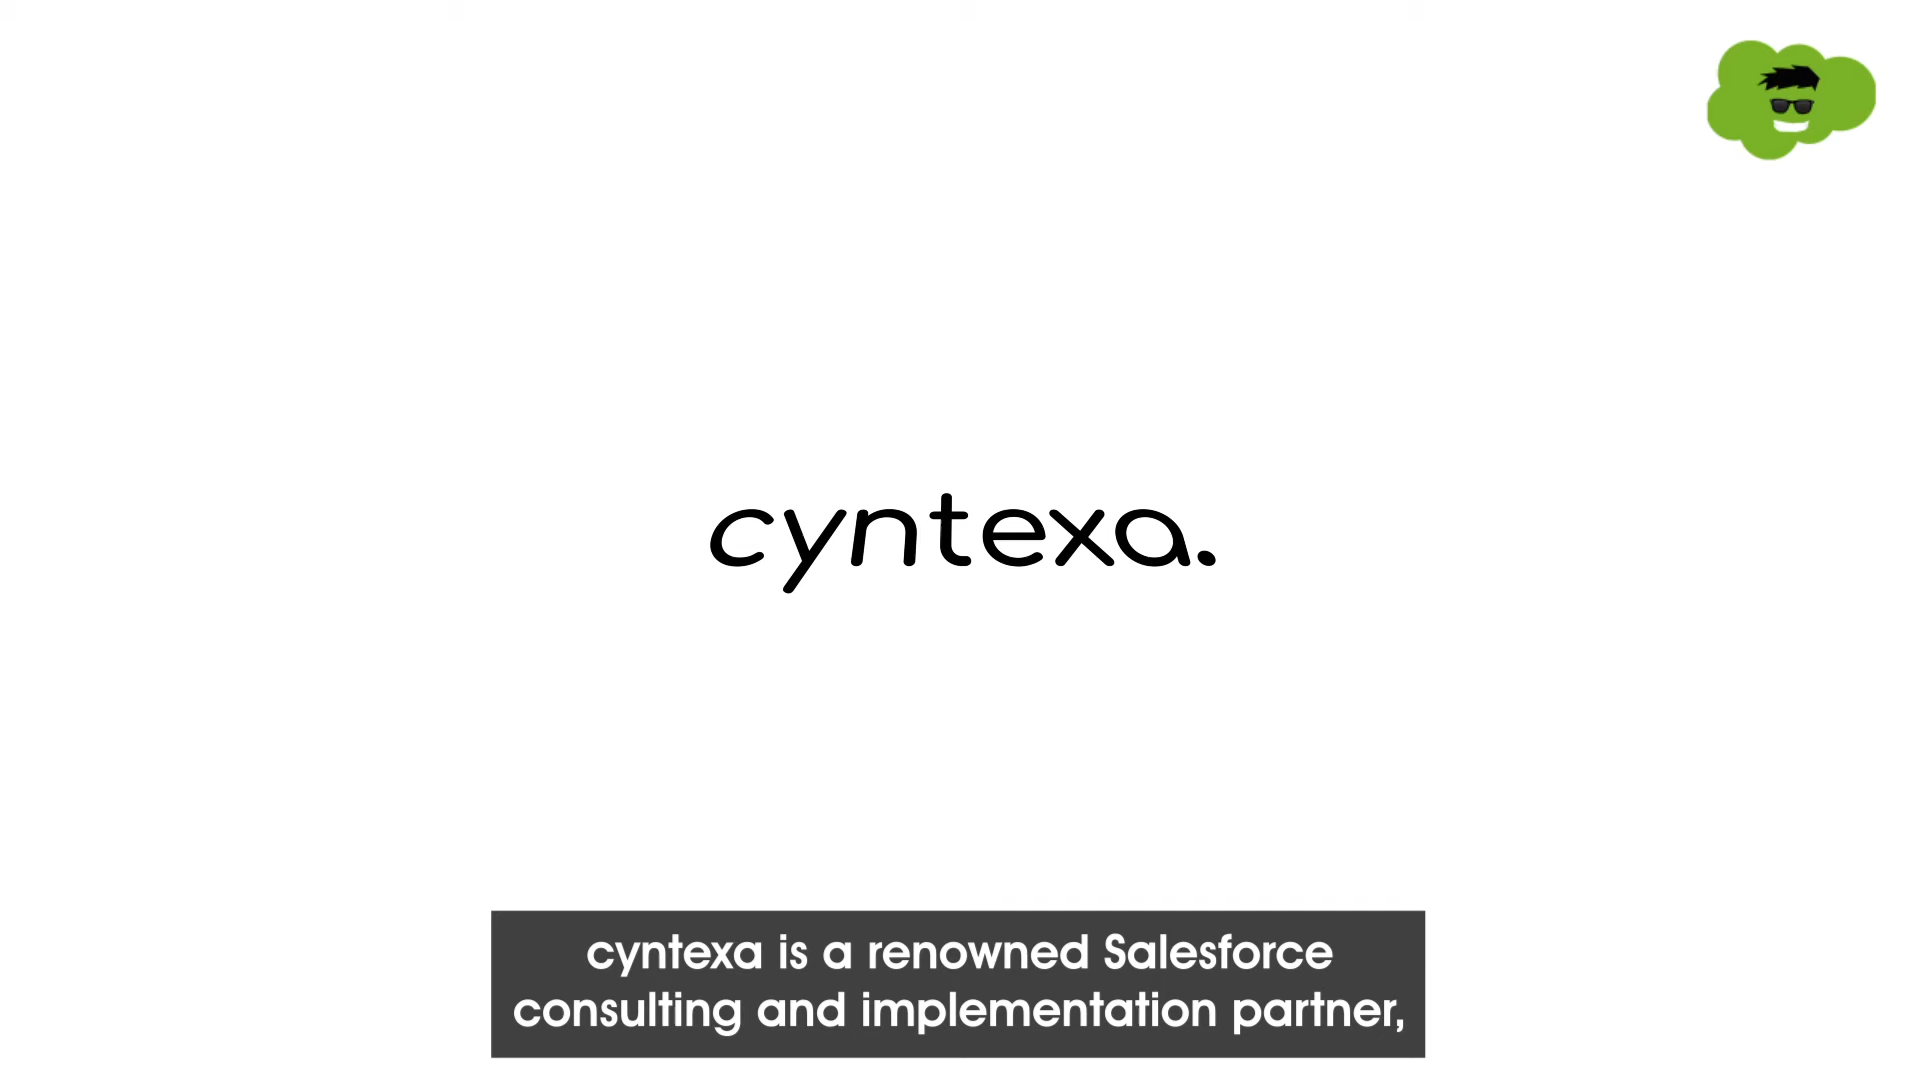 cyntexa.
cyntexa is a renowned Salesforce
consulting and implementation partner,